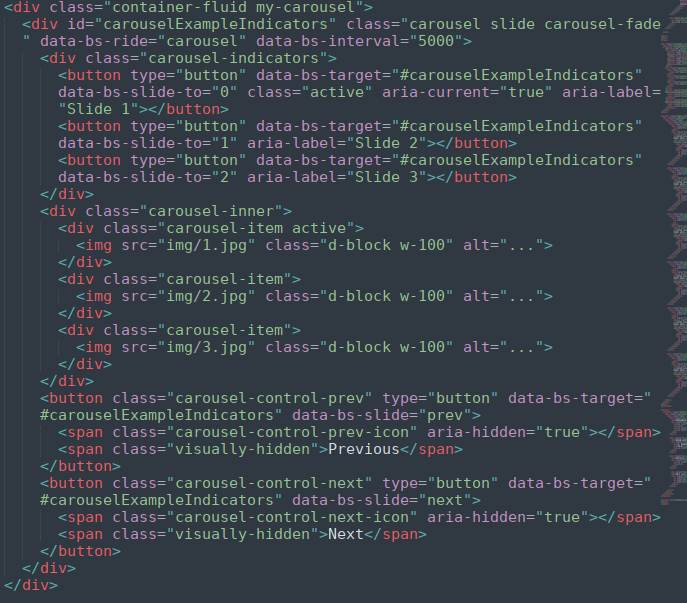 <div class="container-fluid my-carousel">
  <div id="carouselExampleIndicators" class="carousel slide carousel-fade
  " data-bs-ride="carousel" data-bs-interval="5000">
    <div class="carousel-indicators">
      <button type="button" data-bs-target="#carouselExampleIndicators"
      data-bs-slide-to="0" class="active" aria-current="true" aria-label=
      "Slide 1"></button>
      <button type="button" data-bs-target="#carouselExampleIndicators"
      data-bs-slide-to="1" aria-label="Slide 2"></button>
      <button type="button" data-bs-target="#carouselExampleIndicators"
      data-bs-slide-to="2" aria-label="Slide 3"></button>
    </div>
    <div class="carousel-inner">
      <div class="carousel-item active">
        <img src="img/1.jpg" class="d-block w-100" alt="...">
      </div>
      <div class="carousel-item">
        <img src="img/2.jpg" class="d-block w-100" alt="...">
      </div>
      <div class="carousel-item">
        <img src="img/3.jpg" class="d-block w-100" alt="...">
      </div>
    </div>
    <button class="carousel-control-prev" type="button" data-bs-target="
    #carouselExampleIndicators" data-bs-slide="prev">
      <span class="carousel-control-prev-icon" aria-hidden="true"></span>
      <span class="visually-hidden">Previous</span>
    </button>
    <button class="carousel-control-next" type="button" data-bs-target="
    #carouselExampleIndicators" data-bs-slide="next">
      <span class="carousel-control-next-icon" aria-hidden="true"></span>
      <span class="visually-hidden">Next</span>
    </button>
  </div>
</div>